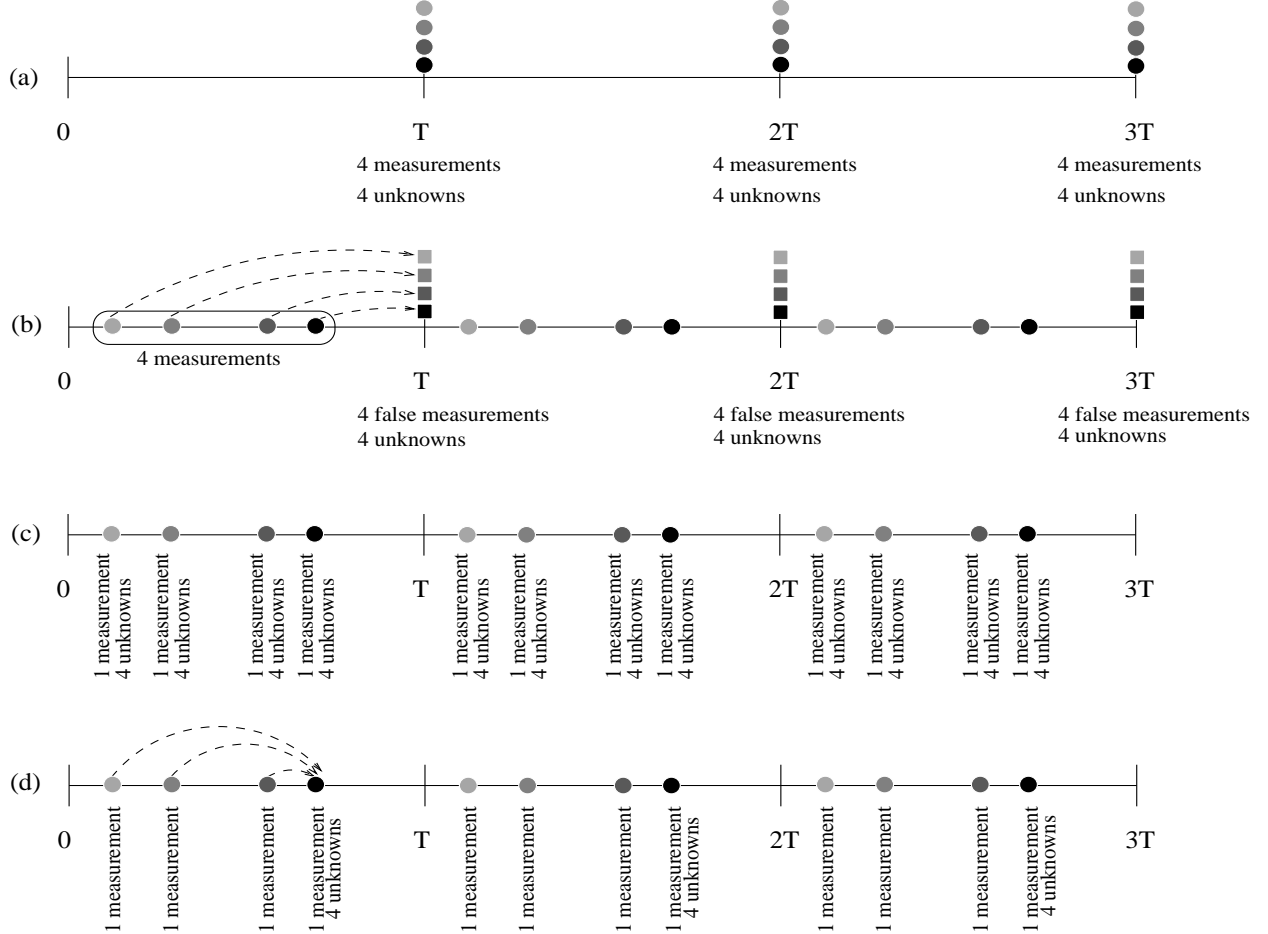 (a)
0
T
2T
3T
4 measurements
4 measurements
4 measurements
4 unknowns
4 unknowns
4 unknowns
(b)
4 measurements
0
T
2T
3T
4 false measurements
4 false measurements
4 false measurements
4 unknowns
4 unknowns
4 unknowns
(c)
0
T
2T
3T
1 measurement
4 unknowns
1 measurement
4 unknowns
1 measurement
4 unknowns
1 measurement
4 unknowns
1 measurement
4 unknowns
1 measurement
4 unknowns
1 measurement
4 unknowns
1 measurement
4 unknowns
1 measurement
4 unknowns
1 measurement
4 unknowns
1 measurement
4 unknowns
1 measurement
4 unknowns
(d)
0
T
2T
3T
1 measurement
1 measurement
1 measurement
1 measurement
4 unknowns
1 measurement
1 measurement
1 measurement
1 measurement
4 unknowns
1 measurement
1 measurement
1 measurement
1 measurement
4 unknowns